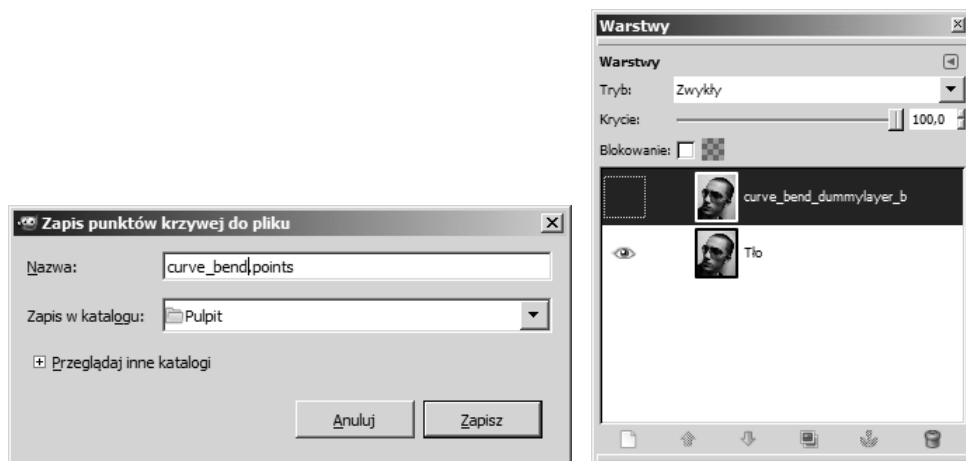 Zapis punktów krzywej do pliku
Nazwa: curve_bend.points
Zapis w katalogu: Pulpit
Przeglądaj inne katalogi
Anuluj Zapisz
Warstwy
Warstwy
Tryb: Zwykły
Krycie: 100,0
Blokowanie:
curve_bend_dummylayer_b
Tło